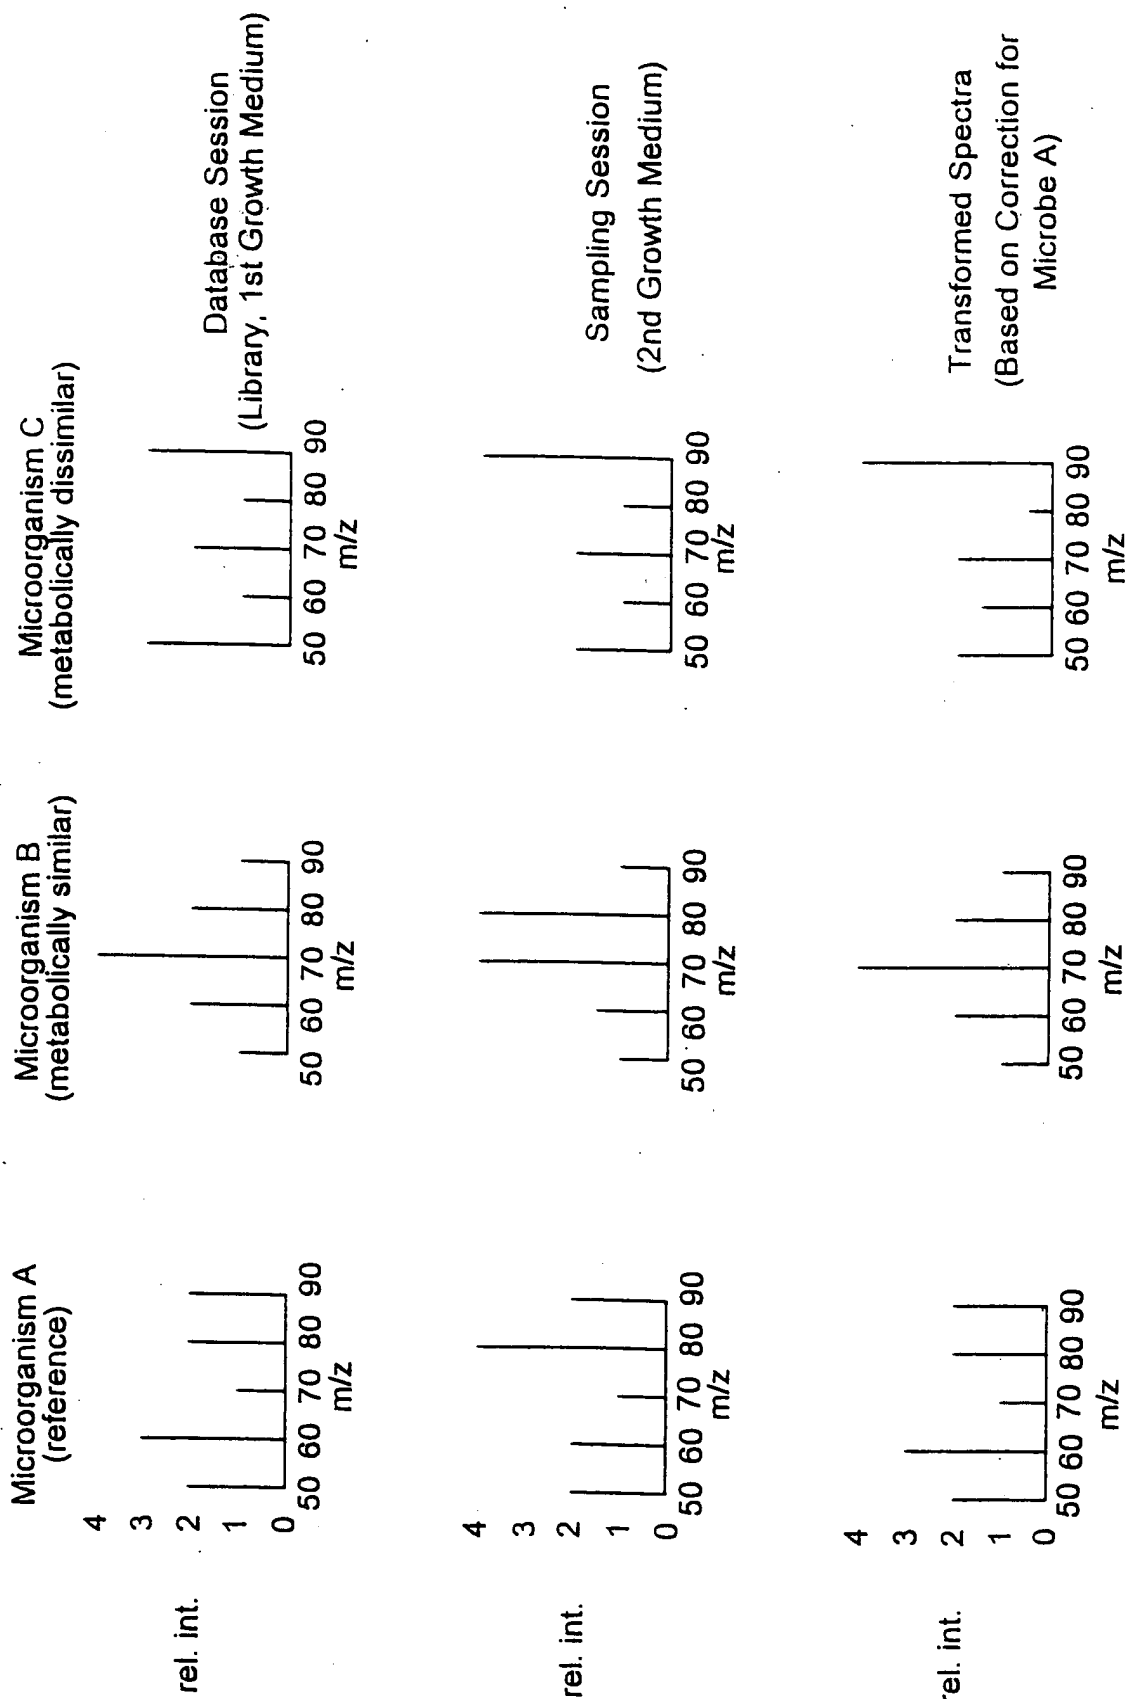 Microorganism A
(reference)
Microorganism B
(metabolically similar)
Microorganism C
(metabolically dissimilar)
rel. int.
4
3
2
1
0
50 60 70 80 90
m/z
50 60 70 80 90
m/z
50 60 70 80 90
m/z
Database Session
(Library, 1st Growth Medium)
rel. int.
4
3
2
1
0
50 60 70 80 90
m/z
50 60 70 80 90
m/z
50 60 70 80 90
m/z
Sampling Session
(2nd Growth Medium)
rel. int.
4
3
2
1
0
50 60 70 80 90
m/z
50 60 70 80 90
m/z
50 60 70 80 90
m/z
Transformed Spectra
(Based on Correction for
Microbe A)